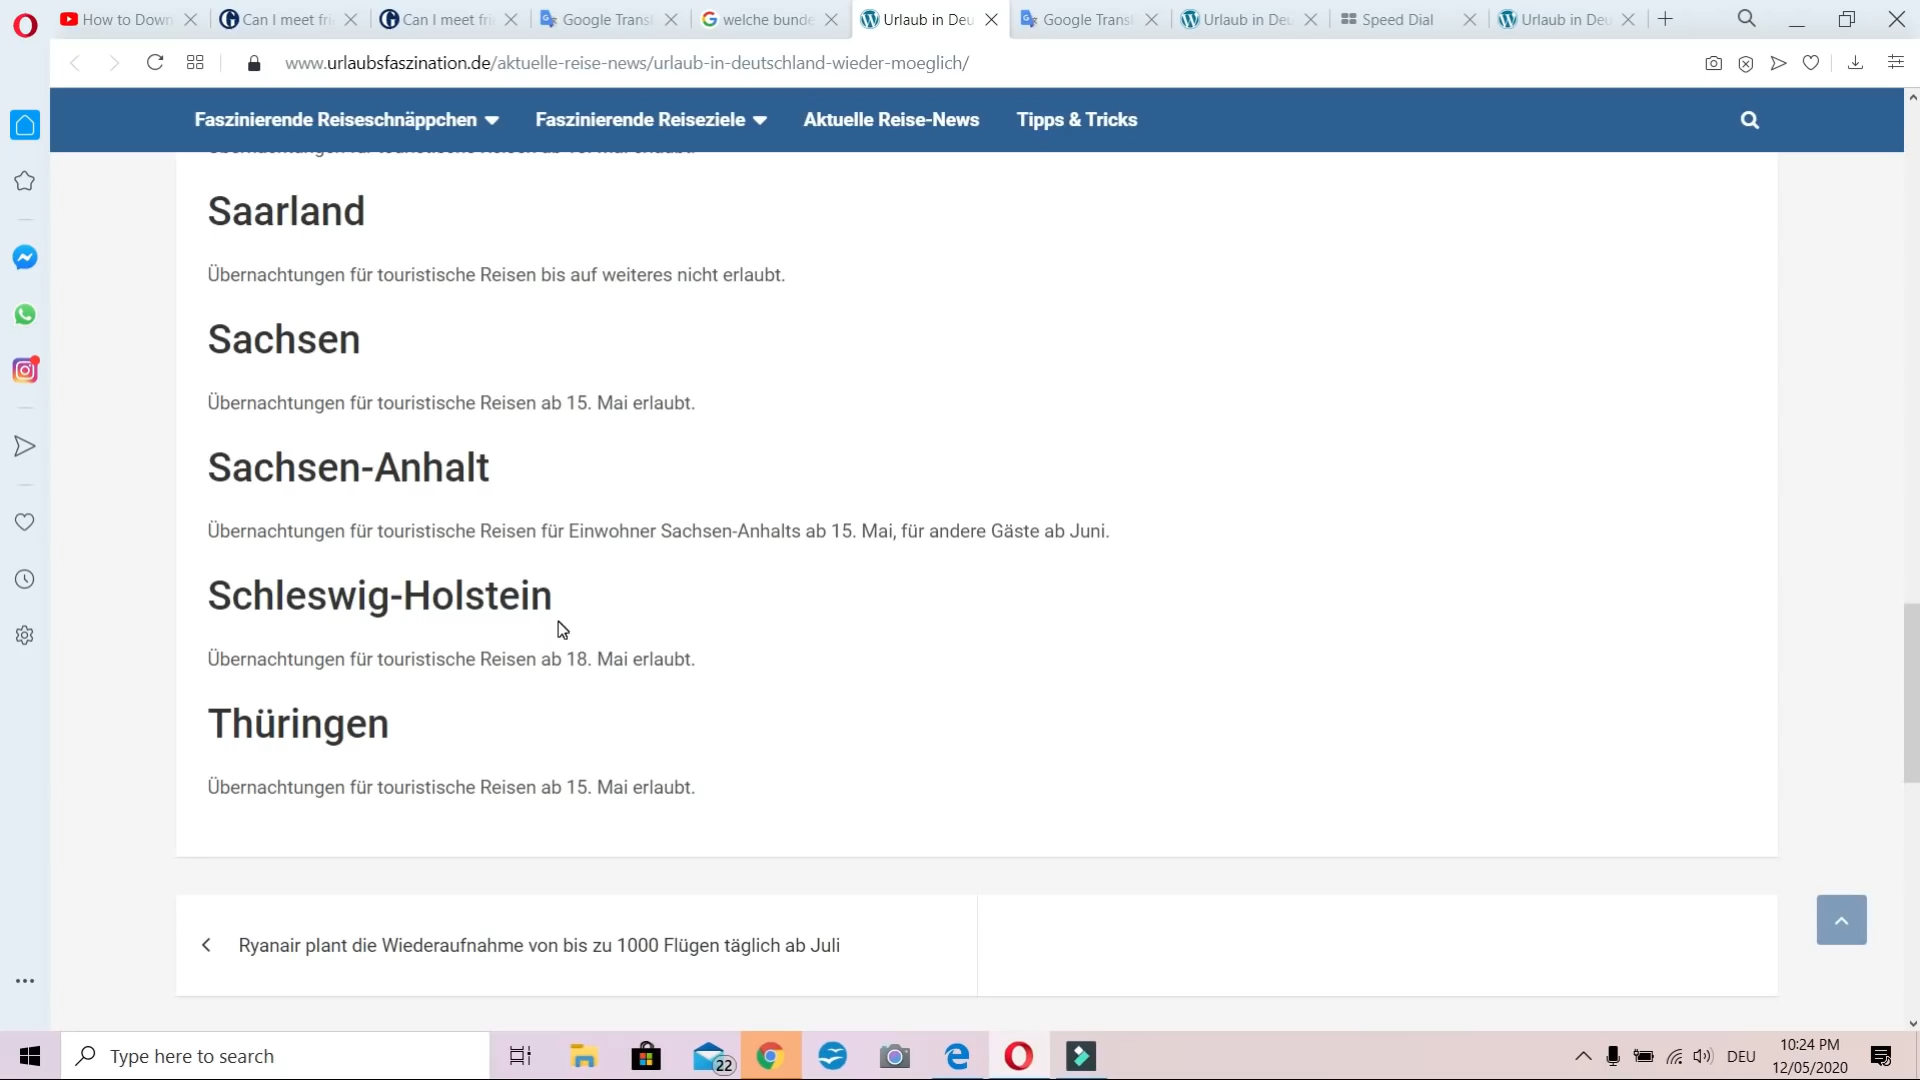 How to Down
Can I meet fri
Can I meet fri
Google Transl
welche bunde
Urlaub in Deu
Google Transl
Urlaub in Deu
Speed Dial
Urlaub in Deu
www.urlaubsfaszination.de/aktuelle-reise-news/urlaub-in-deutschland-wieder-moeglich/
Faszinierende Reiseschnäppchen
Faszinierende Reiseziele
Aktuelle Reise-News
Tipps & Tricks
Saarland
Übernachtungen für touristische Reisen bis auf weiteres nicht erlaubt.
Sachsen
Übernachtungen für touristische Reisen ab 15. Mai erlaubt.
Sachsen-Anhalt
Übernachtungen für touristische Reisen für Einwohner Sachsen-Anhalts ab 15. Mai, für andere Gäste ab Juni.
Schleswig-Holstein
Übernachtungen für touristische Reisen ab 18. Mai erlaubt.
Thüringen
Übernachtungen für touristische Reisen ab 15. Mai erlaubt.
Ryanair plant die Wiederaufnahme von bis zu 1000 Flügen täglich ab Juli
Type here to search
22
DEU
10:24 PM
12/05/2020